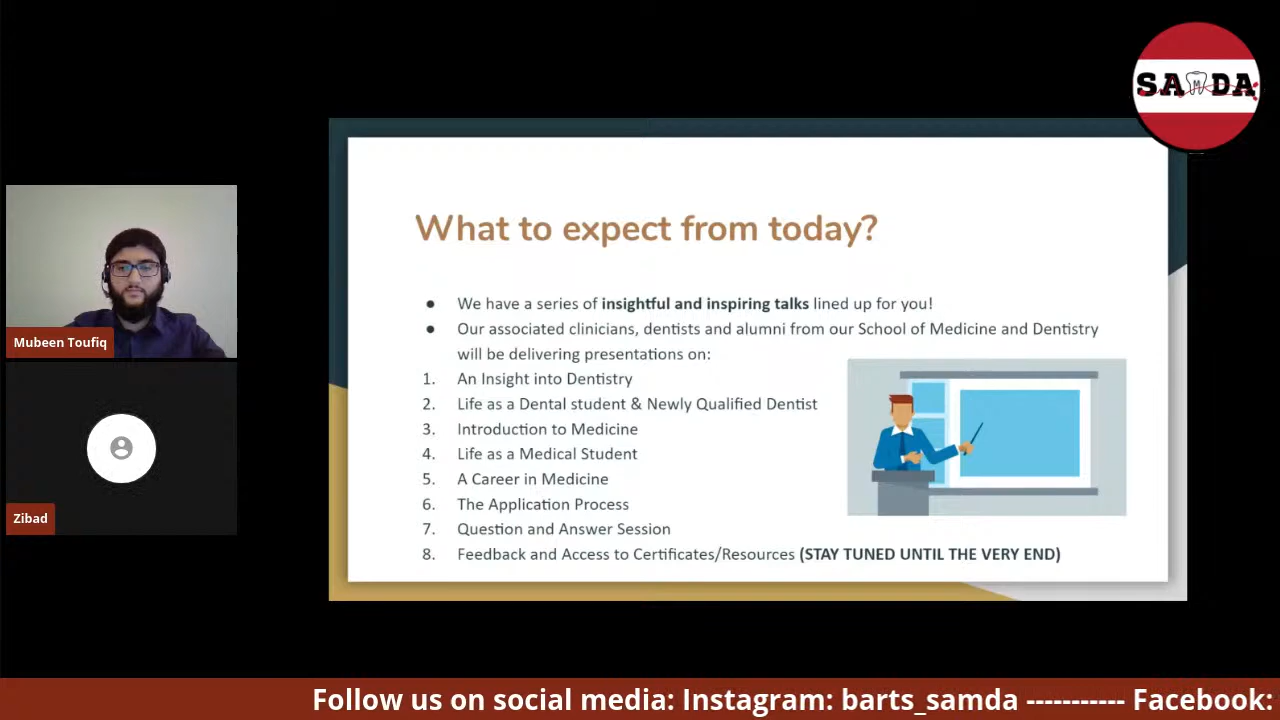 SAMDA
What to expect from today?
● We have a series of insightful and inspiring talks lined up for you!
● Our associated clinicians, dentists and alumni from our School of Medicine and Dentistry
will be delivering presentations on:
1. An Insight into Dentistry
2. Life as a Dental student & Newly Qualified Dentist
3. Introduction to Medicine
4. Life as a Medical Student
5. A Career in Medicine
6. The Application Process
7. Question and Answer Session
8. Feedback and Access to Certificates/Resources (STAY TUNED UNTIL THE VERY END)
Mubeen Toufiq
Zibad
Follow us on social media: Instagram: barts_samda ----------- Facebook: